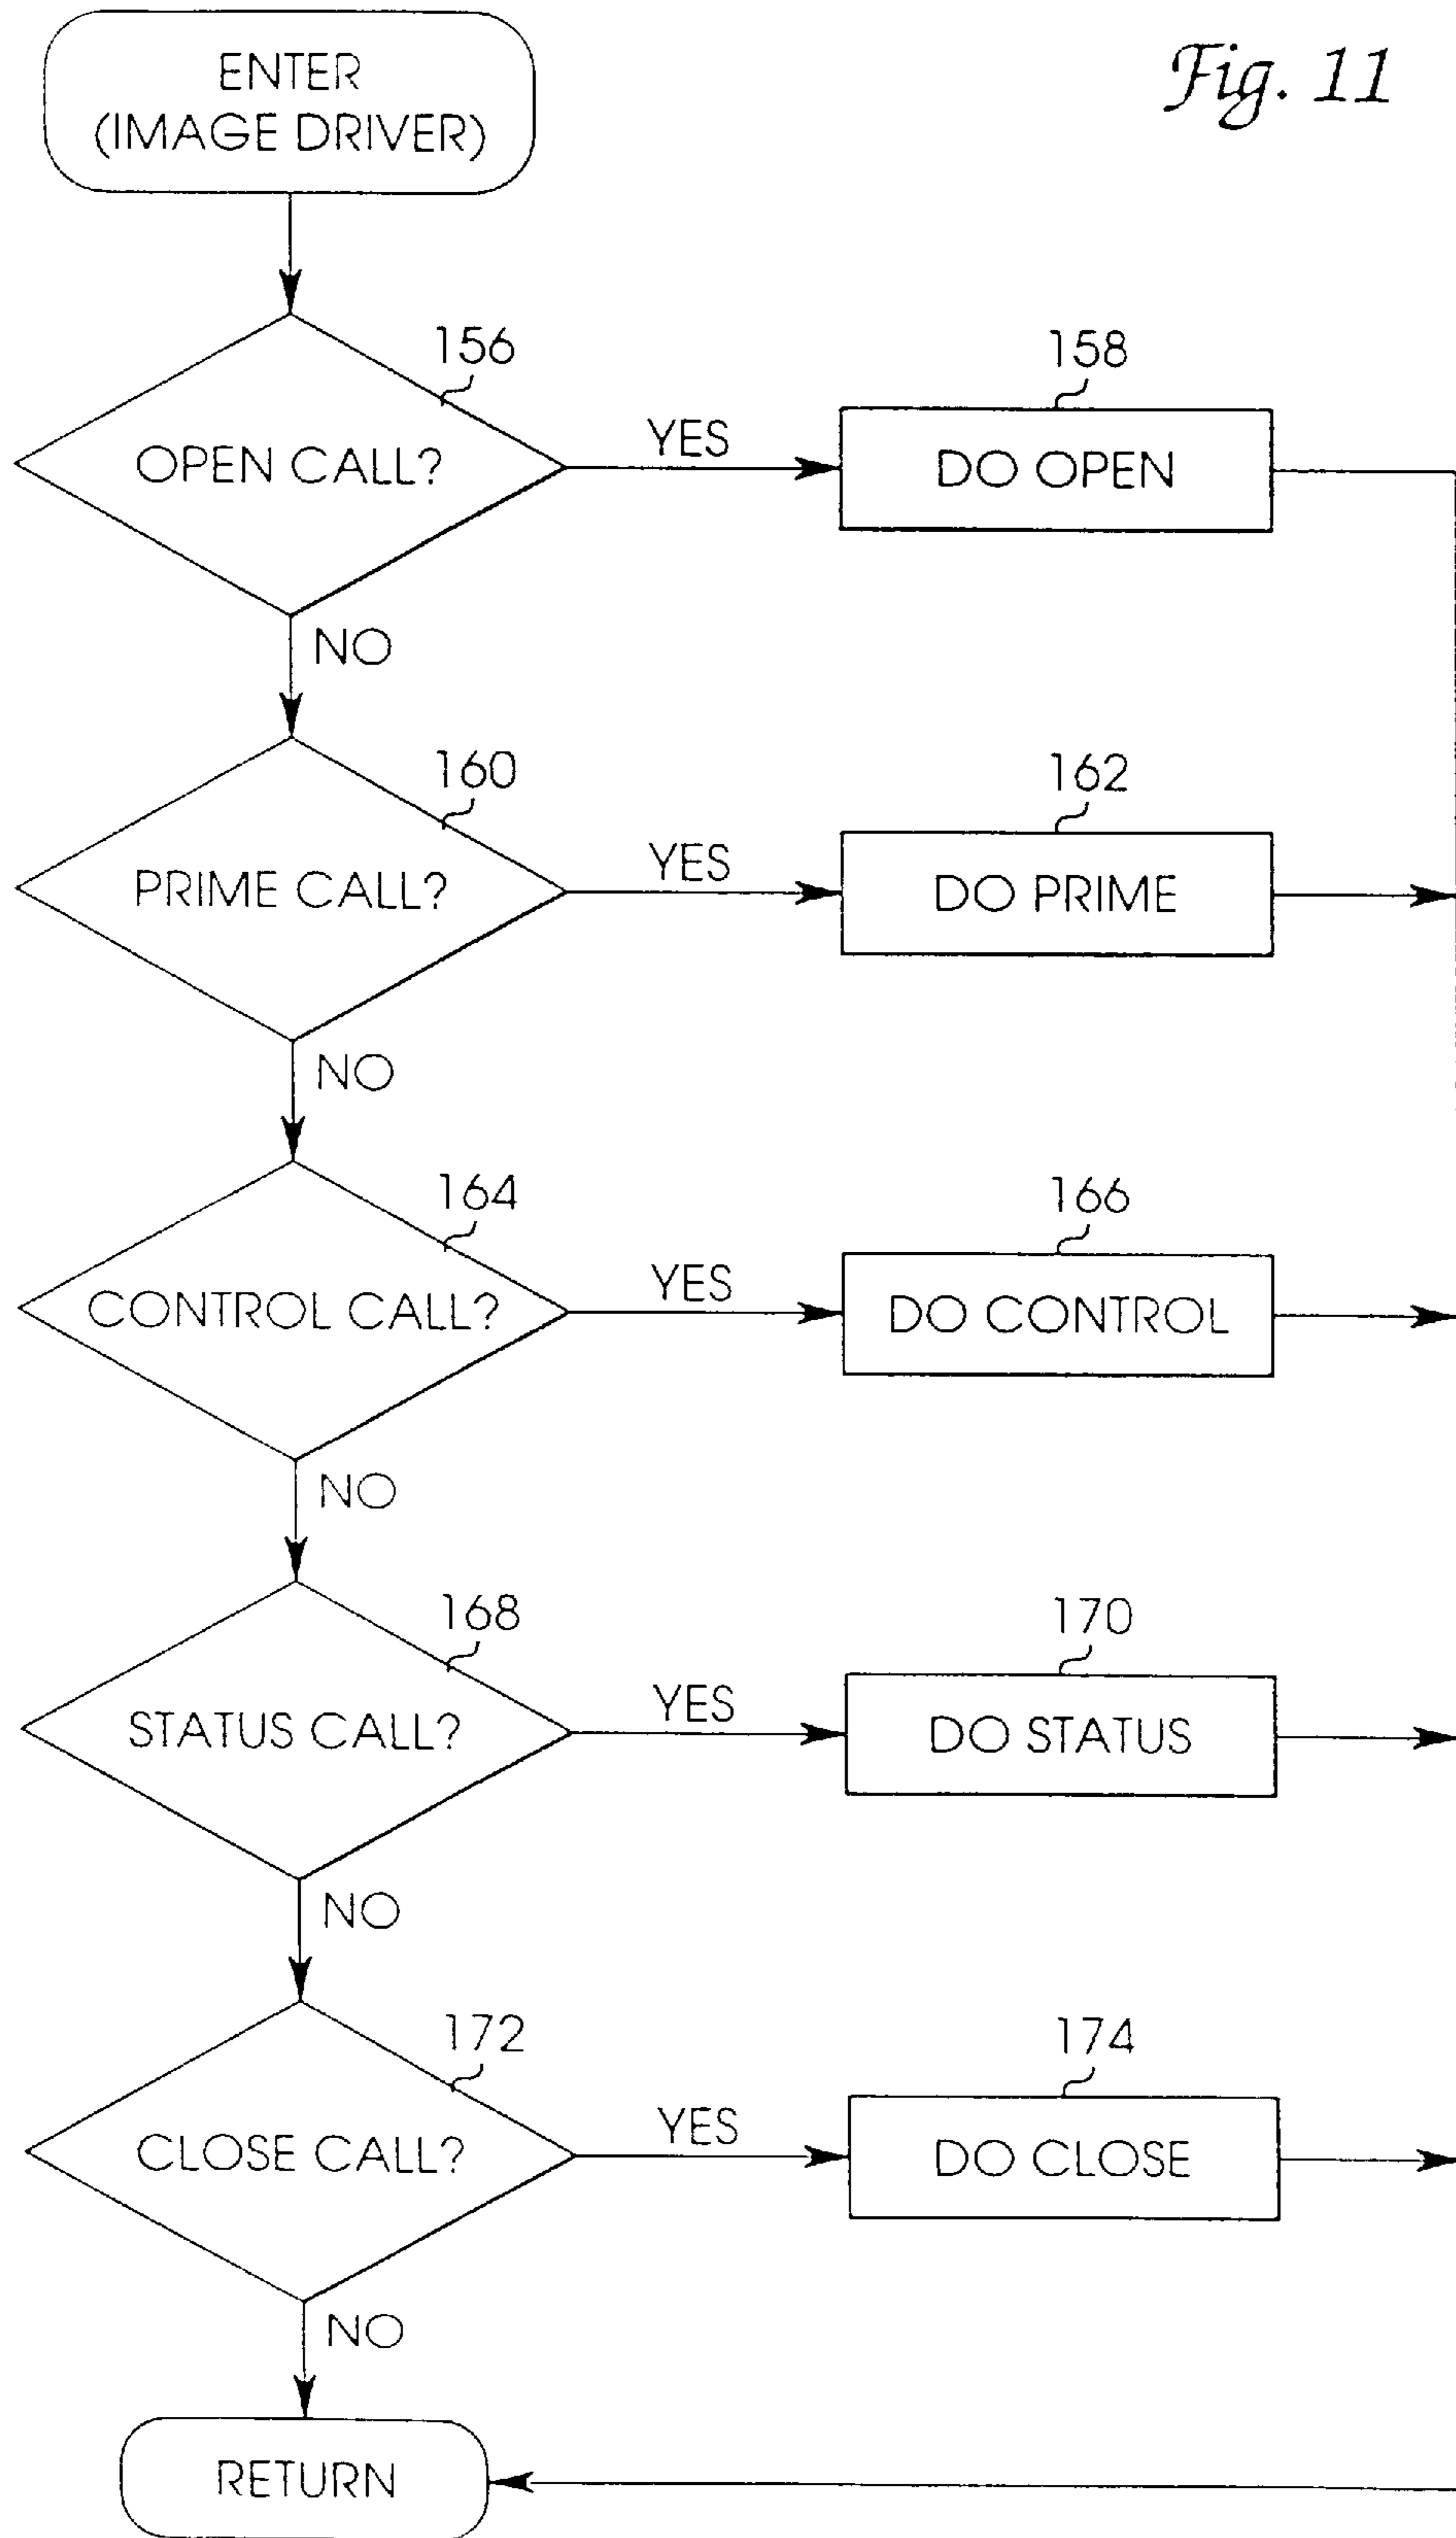 Fig. 11
ENTER
(IMAGE DRIVER)
156
OPEN CALL?
YES
158
DO OPEN
NO
160
PRIME CALL?
YES
162
DO PRIME
NO
164
CONTROL CALL?
YES
166
DO CONTROL
NO
168
STATUS CALL?
YES
170
DO STATUS
NO
172
CLOSE CALL?
YES
174
DO CLOSE
NO
RETURN